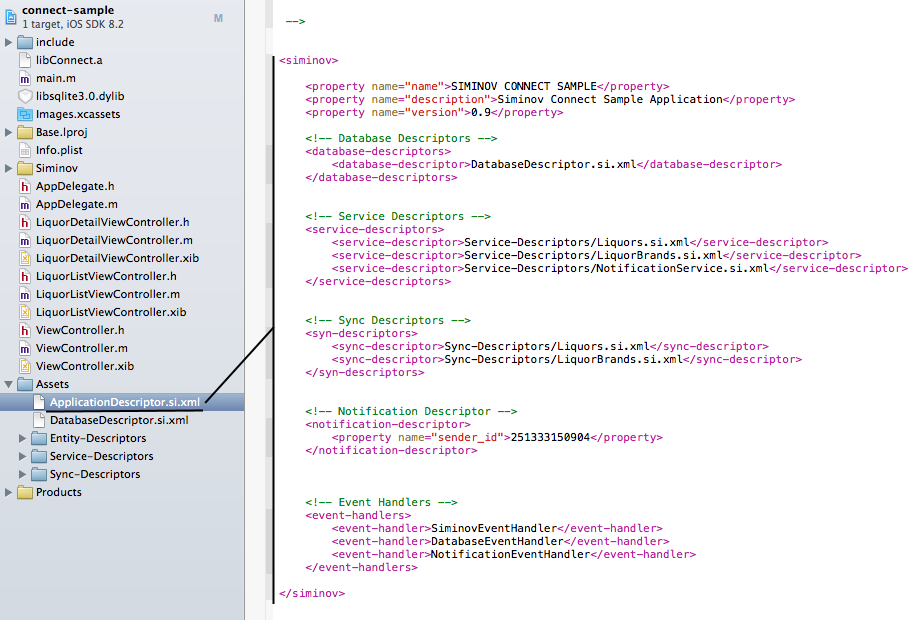 connect-sample
1 target, iOS SDK 8.2
M
include
libConnect.a
main.m
libsqlite3.0.dylib
Images.xcassets
Base.lproj
Info.plist
Siminov
AppDelegate.h
AppDelegate.m
LiquorDetailViewController.h
LiquorDetailViewController.m
LiquorDetailViewController.xib
LiquorListViewController.h
LiquorListViewController.m
LiquorListViewController.xib
ViewController.h
ViewController.m
ViewController.xib
Assets
ApplicationDescriptor.si.xml
DatabaseDescriptor.si.xml
Entity-Descriptors
Service-Descriptors
Sync-Descriptors
Products
-->
<siminov>
<property name="name">SIMINOV CONNECT SAMPLE</property>
<property name="description">Siminov Connect Sample Application</property>
<property name="version">0.9</property>
<!-- Database Descriptors -->
<database-descriptors>
<database-descriptor>DatabaseDescriptor.si.xml</database-descriptor>
</database-descriptors>
<!-- Service Descriptors -->
<service-descriptors>
<service-descriptor>Service-Descriptors/Liquors.si.xml</service-descriptor>
<service-descriptor>Service-Descriptors/LiquorBrands.si.xml</service-descriptor>
<service-descriptor>Service-Descriptors/NotificationService.si.xml</service-descriptor>
</service-descriptors>
<!-- Sync Descriptors -->
<syn-descriptors>
<sync-descriptor>Sync-Descriptors/Liquors.si.xml</sync-descriptor>
<sync-descriptor>Sync-Descriptors/LiquorBrands.si.xml</sync-descriptor>
</syn-descriptors>
<!-- Notification Descriptor -->
<notification-descriptor>
<property name="sender_id">251333150904</property>
</notification-descriptor>
<!-- Event Handlers -->
<event-handlers>
<event-handler>SiminovEventHandler</event-handler>
<event-handler>DatabaseEventHandler</event-handler>
<event-handler>NotificationEventHandler</event-handler>
</event-handlers>
</siminov>